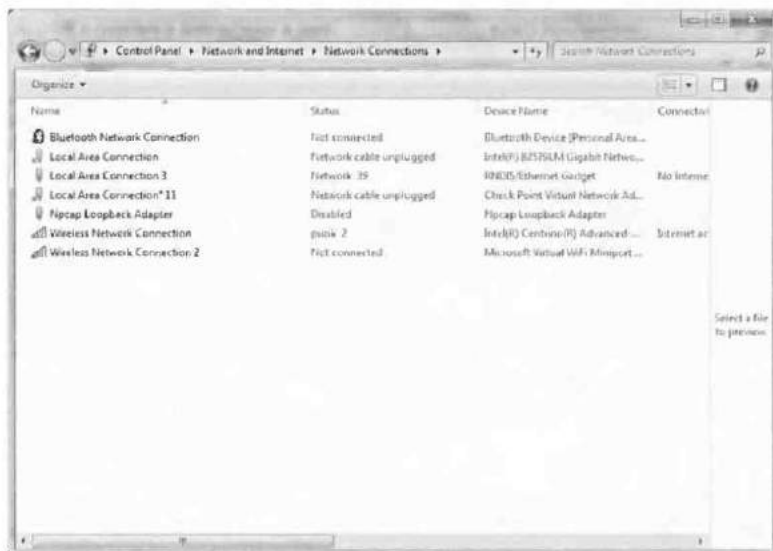 Control Panel ▸ Network and Internet ▸ Network Connections ▸ Search Network Connections
Organize ▾
Name Status Device Name Connectivi
Bluetooth Network Connection Not connected Bluetooth Device (Personal Area...
Local Area Connection Network cable unplugged Intel(R) 82579LM Gigabit Netwo...
Local Area Connection 3 Network 39 RNDIS/Ethernet Gadget No Interne
Local Area Connection* 11 Network cable unplugged Check Point Virtual Network Ad...
Npcap Loopback Adapter Disabled Npcap Loopback Adapter
Wireless Network Connection 2 Intel(R) Centrino(R) Advanced ... Internet ac
Wireless Network Connection 2 Not connected Microsoft Virtual WiFi Miniport ...
Select a file
to preview.